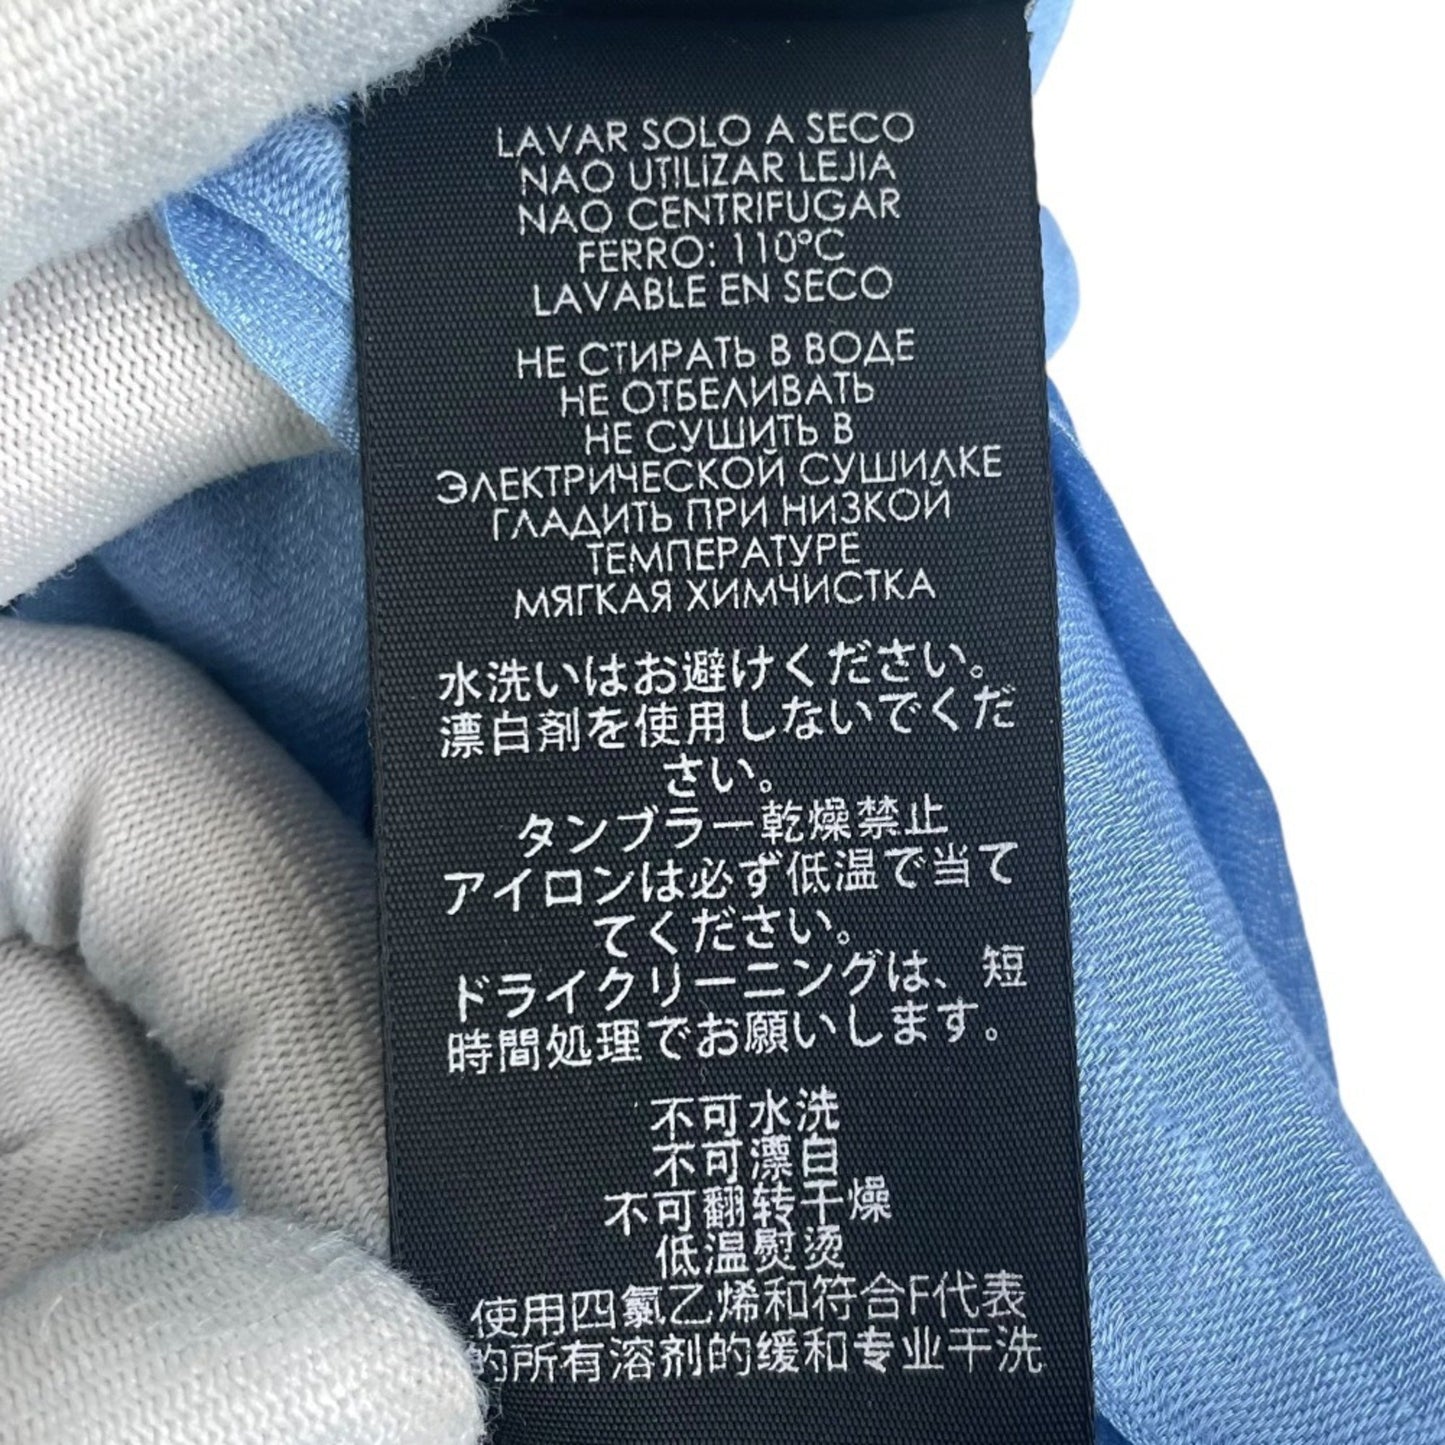 LAVAR SOLO A SECO
NAO UTILIZAR LEJIA
NAO CENTRIFUGAR
FERRO: 110°C
LAVABLE EN SECO
НЕ СТИРАТЬ В ВОДЕ
НЕ ОТБЕЛИВАТЬ
НЕ СУШИТЬ В
ЭЛЕКТРИЧЕСКОЙ СУШИЛКЕ
ГЛАДИТЬ ПРИ НИЗКОЙ
ТЕМПЕРАТУРЕ
МЯГКАЯ ХИМЧИСТКА
水洗いはお避けください。
漂白剤を使用しないでくだ
さい。
タンブラー乾燥禁止
アイロンは必ず低温で当て
てください。
ドライクリーニングは、短
時間処理でお願いします。
不可水洗
不可漂白
不可翻转干燥
低温熨烫
使用四氯乙烯和符合F代表
的所有溶剂的缓和专业干洗